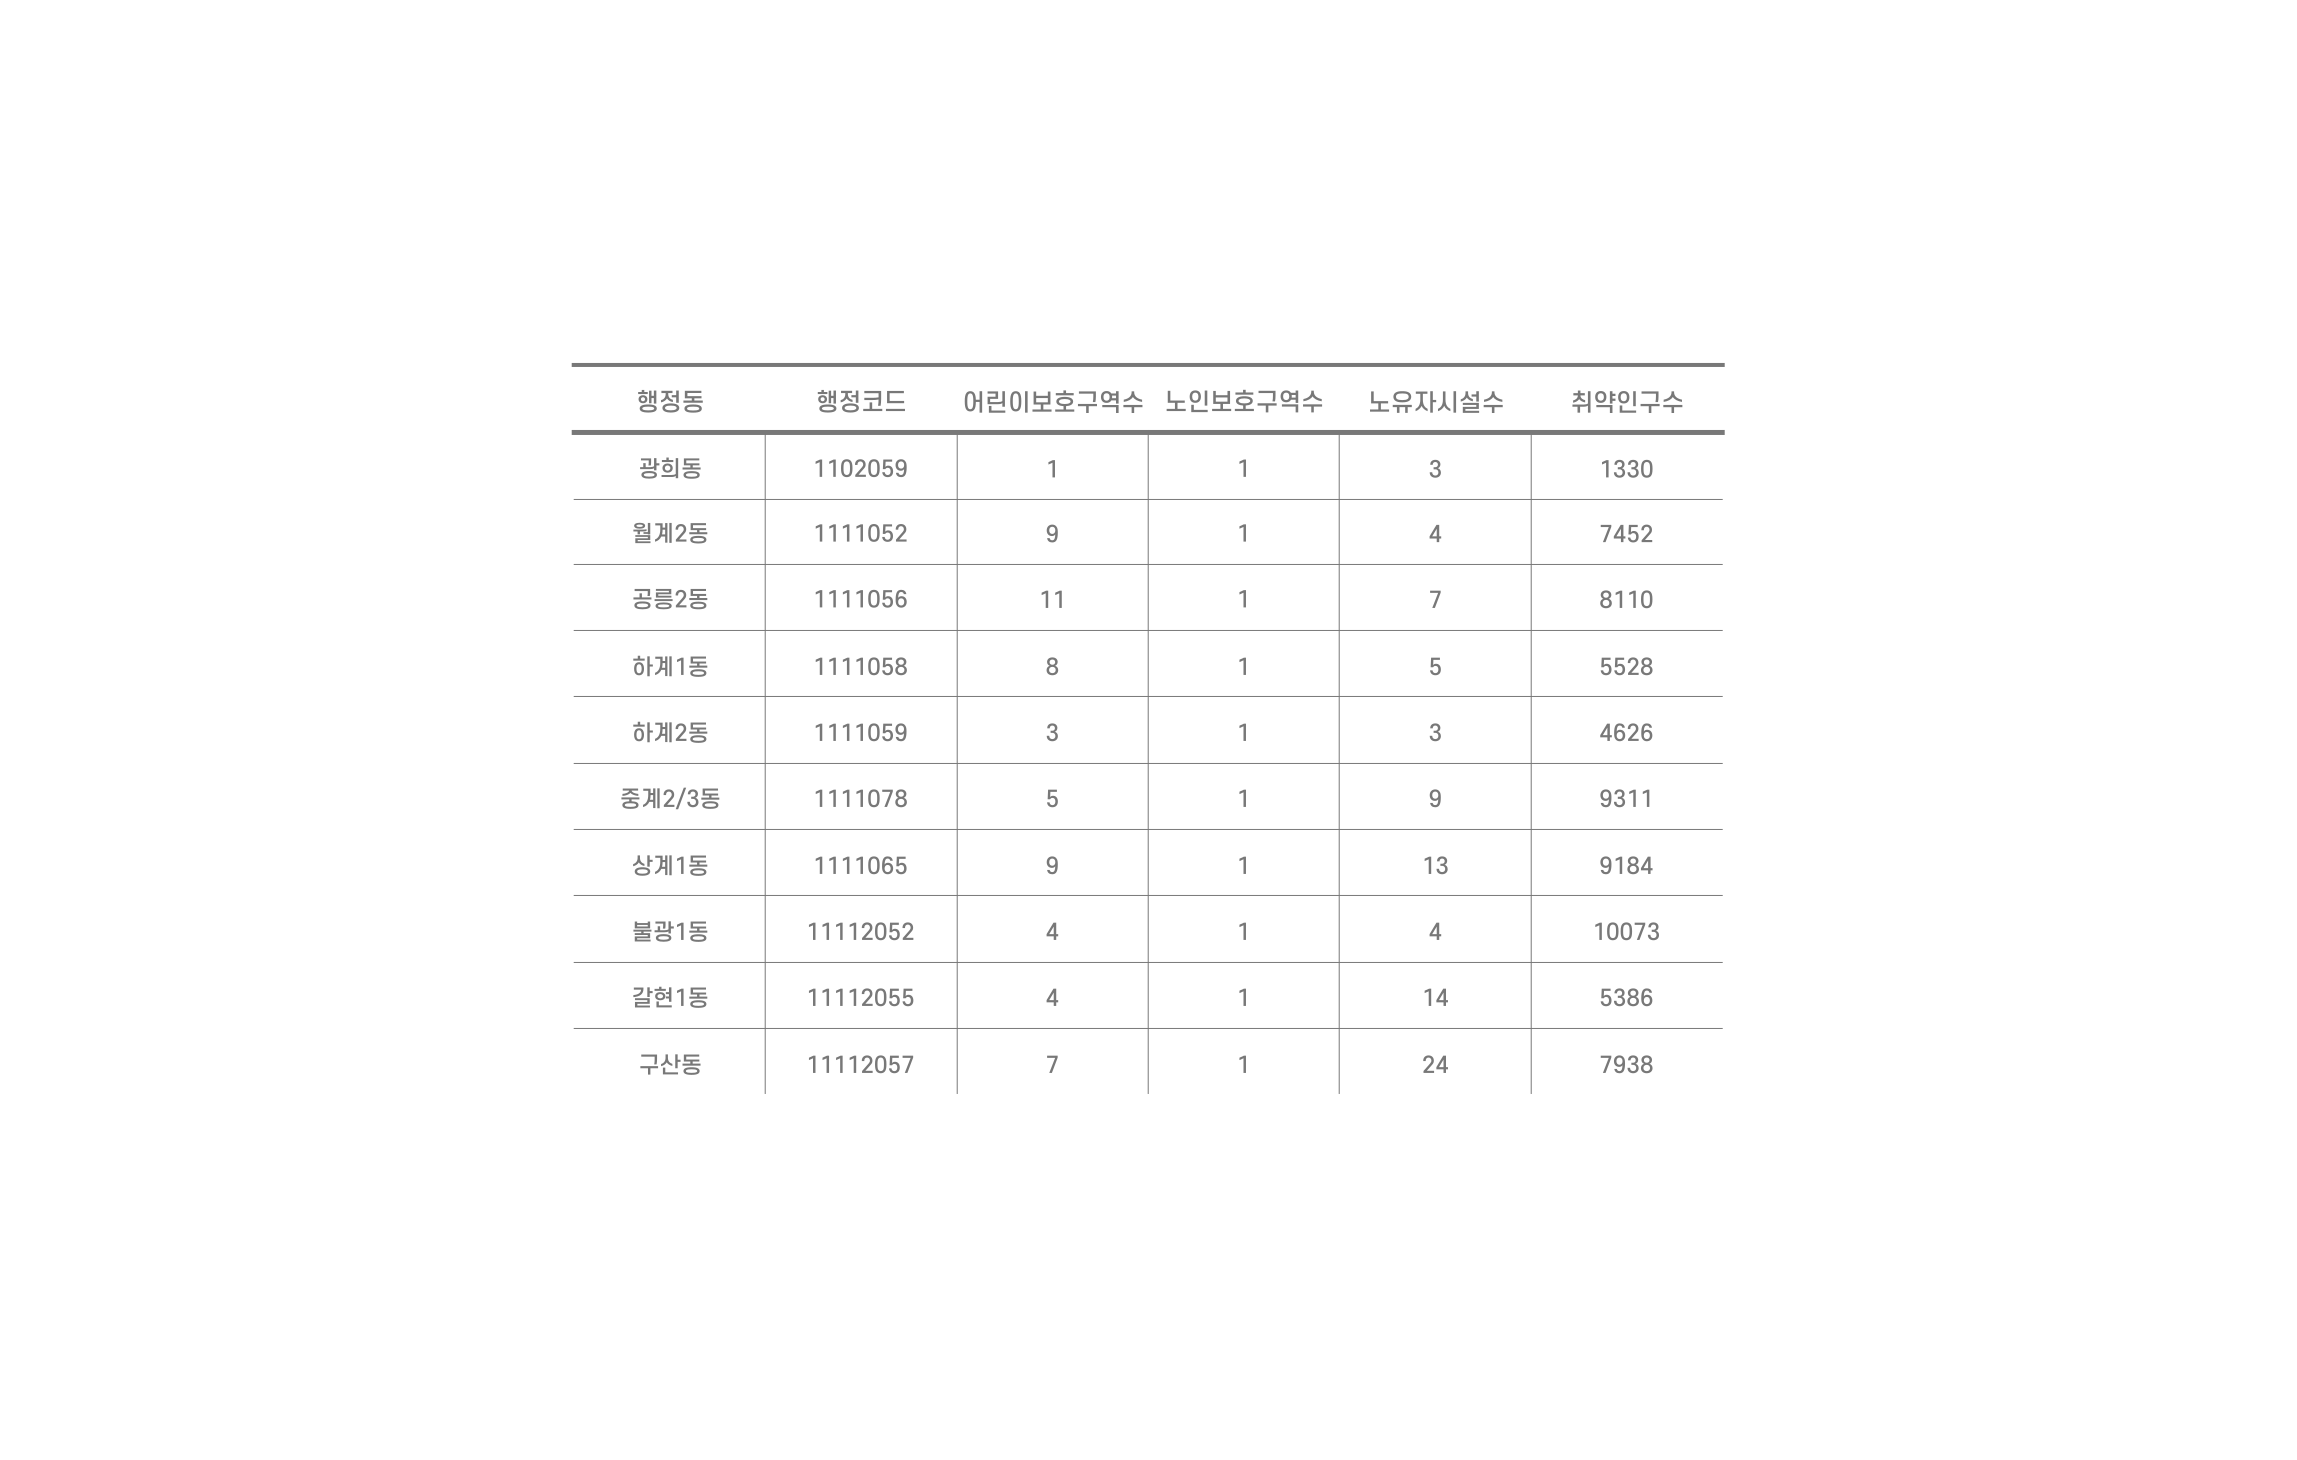 행정동 행정코드 어린이보호구역수 노인보호구역수 노유자시설수 취약인구수
광희동 1102059 1 1 3 1330
월계2동 1111052 9 1 4 7452
공릉2동 1111056 11 1 7 8110
하계1동 1111058 8 1 5 5528
하계2동 1111059 3 1 3 4626
중계2/3동 1111078 5 1 9 9311
상계1동 1111065 9 1 13 9184
불광1동 11112052 4 1 4 10073
갈현1동 11112055 4 1 14 5386
구산동 11112057 7 1 24 7938